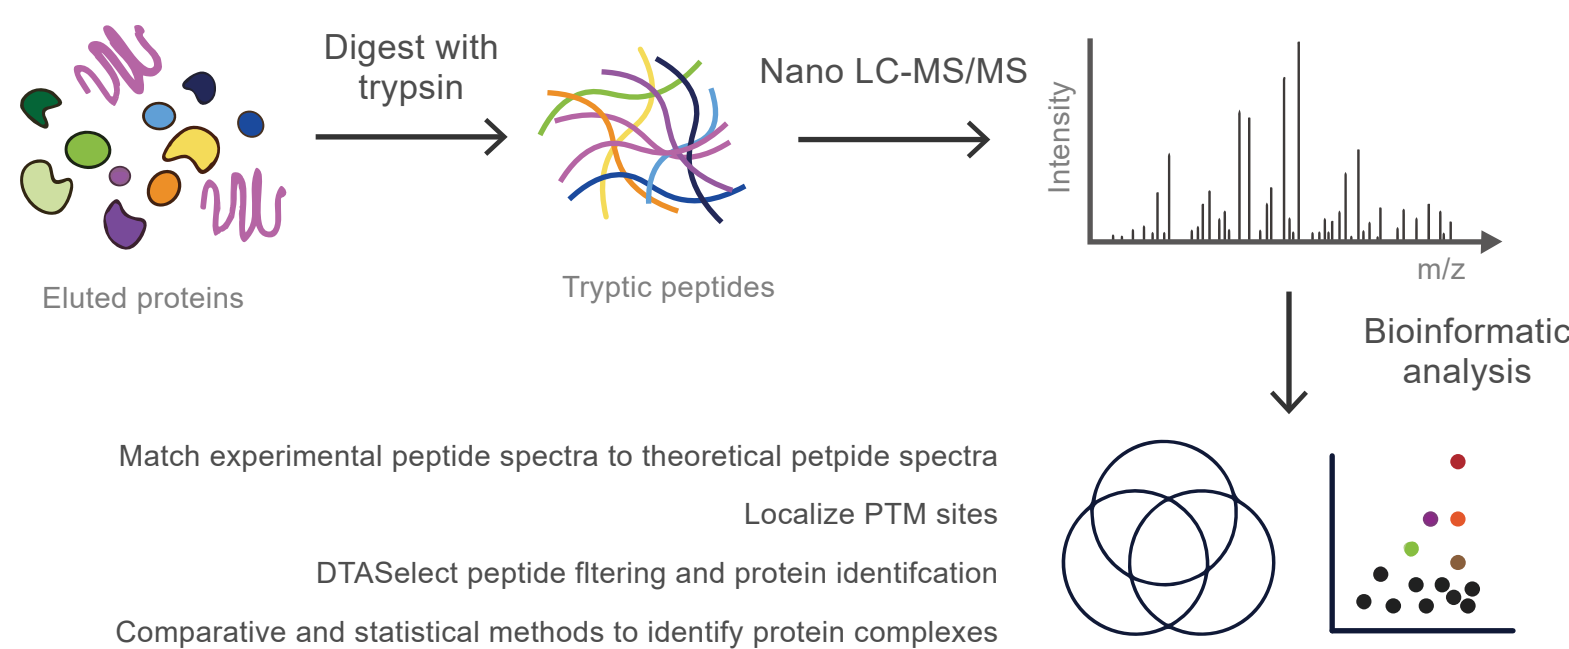 Digest with
trypsin
Nano LC-MS/MS
Eluted proteins
Tryptic peptides
Intensity
m/z
Bioinformatic
analysis
Match experimental peptide spectra to theoretical petpide spectra
Localize PTM sites
DTASelect peptide fltering and protein identifcation
Comparative and statistical methods to identify protein complexes